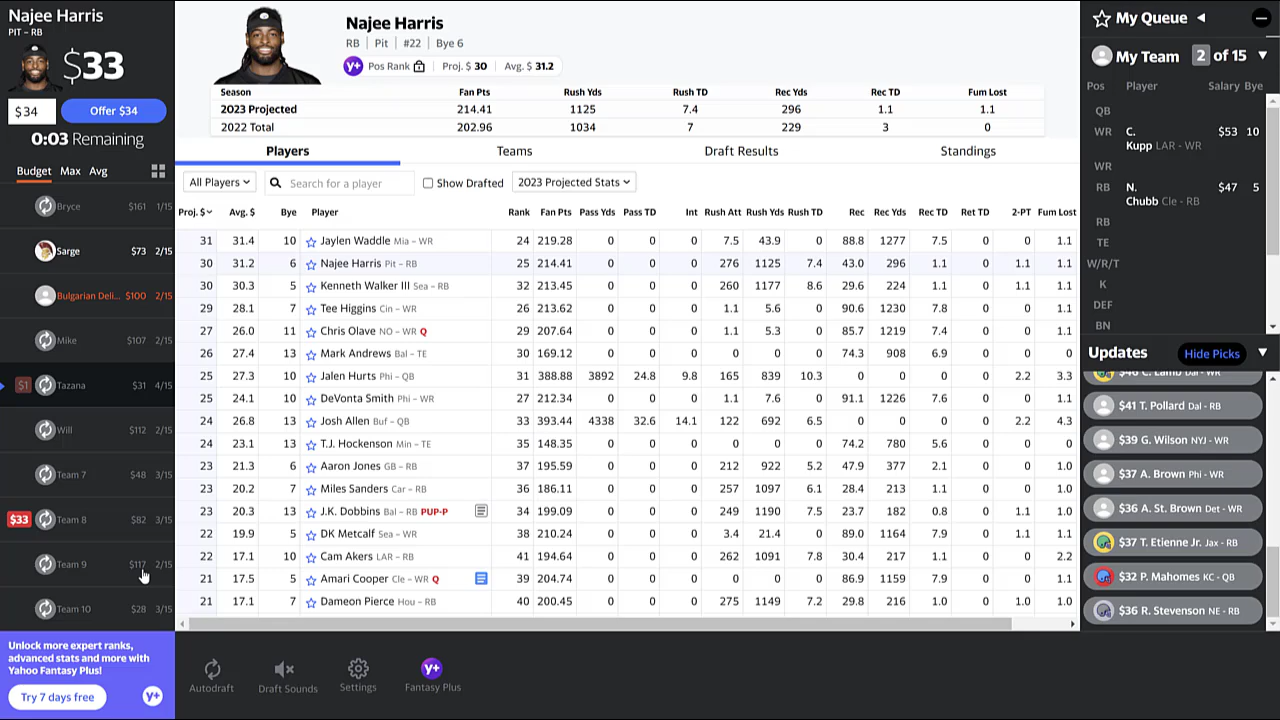 Najee Harris
PIT – RB
$33
$ 34
Offer $34
0:03 Remaining
Budget Max Avg
Bryce $161 1/15
Sarge $73 2/15
Bulgarian Deli... $100 2/15
Mike $107 2/15
$1 Tazana $31 4/15
Will $112 2/15
Team 7 $48 3/15
$33 Team 8 $82 3/15
Team 9 $117 2/15
Team 10 $28 3/15
Unlock more expert ranks,
advanced stats and more with
Yahoo Fantasy Plus!
Try 7 days free y+
Najee Harris
RB | Pit | #22 | Bye 6
y+ Pos Rank Proj. $ 30 Avg. $ 31.2
Season Fan Pts Rush Yds Rush TD Rec Yds Rec TD Fum Lost
2023 Projected 214.41 1125 7.4 296 1.1 1.1
2022 Total 202.96 1034 7 229 3 0
Players Teams Draft Results Standings
All Players Search for a player Show Drafted 2023 Projected Stats
Proj. $ Avg. $ Bye Player Rank Fan Pts Pass Yds Pass TD Int Rush Att Rush Yds Rush TD Rec Rec Yds Rec TD Ret TD 2-PT Fum Lost
31 31.4 10 Jaylen Waddle Mia – WR 24 219.28 0 0 0 7.5 43.9 0 88.8 1277 7.5 0 0 1.1
30 31.2 6 Najee Harris Pit – RB 25 214.41 0 0 0 276 1125 7.4 43.0 296 1.1 0 1.1 1.1
30 30.3 5 Kenneth Walker III Sea – RB 32 213.45 0 0 0 260 1177 8.6 29.6 224 1.1 0 1.1 1.1
29 28.1 7 Tee Higgins Cin – WR 26 213.62 0 0 0 1.1 5.6 0 90.6 1230 7.8 0 0 1.1
27 26.0 11 Chris Olave NO – WR Q 29 207.64 0 0 0 1.1 5.3 0 85.7 1219 7.4 0 0 1.1
26 27.4 13 Mark Andrews Bal – TE 30 169.12 0 0 0 0 0 0 74.3 908 6.9 0 0 0
25 27.3 10 Jalen Hurts Phi – QB 31 388.88 3892 24.8 9.8 165 839 10.3 0 0 0 0 2.2 3.3
25 24.1 10 DeVonta Smith Phi – WR 27 212.34 0 0 0 1.1 7.6 0 91.1 1226 7.6 0 0 1.1
24 26.8 13 Josh Allen Buf – QB 33 393.44 4338 32.6 14.1 122 692 6.5 0 0 0 0 2.2 4.3
24 23.1 13 T.J. Hockenson Min – TE 35 148.35 0 0 0 0 0 0 74.2 780 5.6 0 0 1.0
23 21.3 6 Aaron Jones GB – RB 37 195.59 0 0 0 212 922 5.2 47.9 377 2.1 0 0 1.0
23 20.2 7 Miles Sanders Car – RB 36 186.11 0 0 0 257 1097 6.1 28.4 213 1.1 0 0 1.0
23 20.3 13 J.K. Dobbins Bal – RB PUP-P 34 199.09 0 0 0 249 1190 7.5 23.7 182 0.8 0 1.1 1.0
22 19.9 5 DK Metcalf Sea – WR 38 210.24 0 0 0 3.4 21.4 0 89.0 1164 7.9 0 1.1 1.1
22 17.1 10 Cam Akers LAR – RB 41 194.64 0 0 0 262 1091 7.8 30.4 217 1.1 0 0 2.2
21 17.5 5 Amari Cooper Cle – WR Q 39 204.74 0 0 0 0 0 0 86.9 1159 7.9 0 0 1.1
21 17.1 7 Dameon Pierce Hou – RB 40 200.45 0 0 0 275 1149 7.2 29.8 216 1.0 0 1.0 1.0
Autodraft Draft Sounds Settings y+ Fantasy Plus
My Queue
My Team 2 of 15
Pos Player Salary Bye
QB
WR C. Kupp LAR - WR $53 10
WR
RB N. Chubb Cle - RB $47 5
RB
TE
W/R/T
K
DEF
BN
Updates Hide Picks
$46 C. Lamb Dal - WR
$41 T. Pollard Dal - RB
$39 G. Wilson NYJ - WR
$37 A. Brown Phi - WR
$36 A. St. Brown Det - WR
$37 T. Etienne Jr. Jax - RB
$32 P. Mahomes KC - QB
$36 R. Stevenson NE - RB